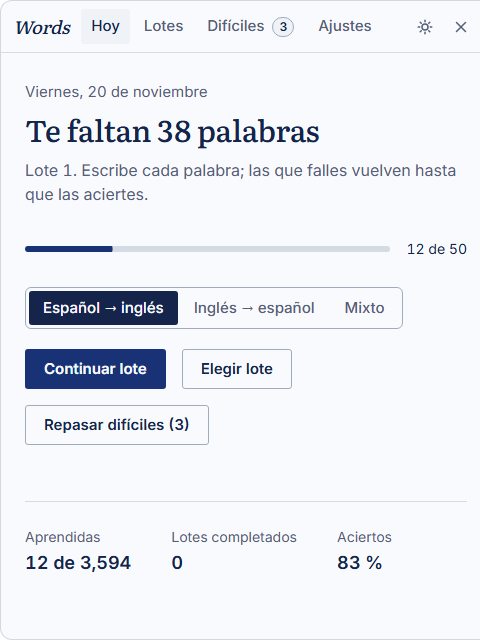 Words Hoy Lotes Difíciles 3 Ajustes
Viernes, 20 de noviembre
Te faltan 38 palabras
Lote 1. Escribe cada palabra; las que falles vuelven hasta
que las aciertes.
12 de 50
Español → inglés Inglés → español Mixto
Continuar lote Elegir lote
Repasar difíciles (3)
Aprendidas Lotes completados Aciertos
12 de 3,594 0 83 %